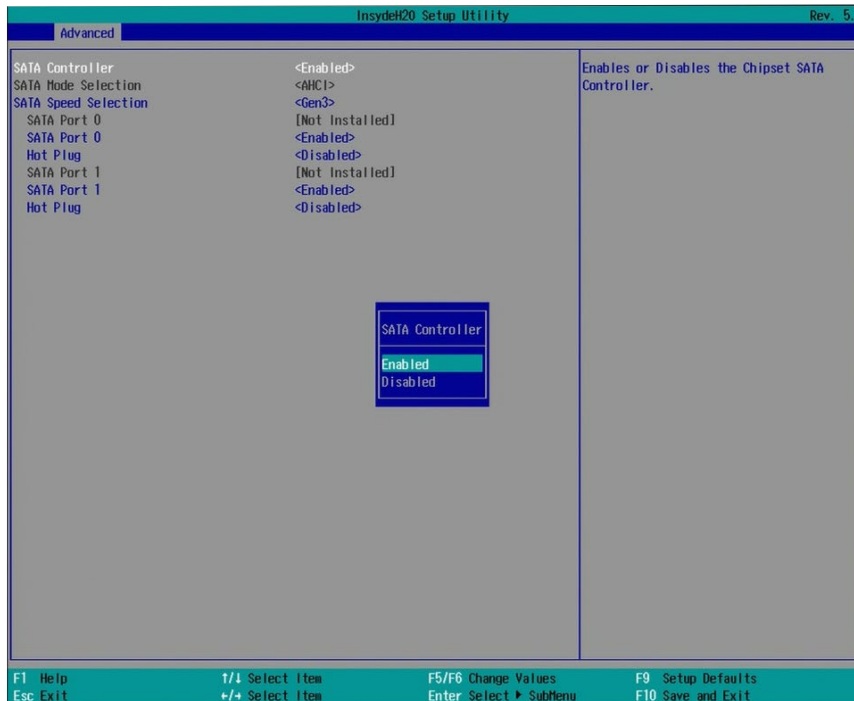 InsydeH20 Setup Utility Rev. 5.
Advanced
SATA Controller <Enabled> Enables or Disables the Chipset SATA
SATA Mode Selection <AHCI> Controller.
SATA Speed Selection <Gen3>
SATA Port 0 [Not Installed]
SATA Port 0 <Enabled>
Hot Plug <Disabled>
SATA Port 1 [Not Installed]
SATA Port 1 <Enabled>
Hot Plug <Disabled>
SATA Controller
Enabled
Disabled
F1 Help ↑/↓ Select Item F5/F6 Change Values F9 Setup Defaults
Esc Exit ←/→ Select Item Enter Select ▶ SubMenu F10 Save and Exit